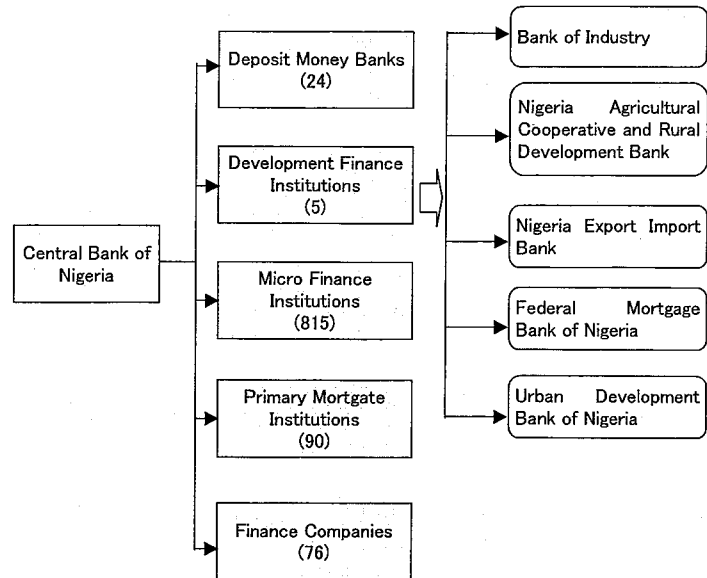 Central Bank of
Nigeria
Deposit Money Banks
(24)
Development Finance
Institutions
(5)
Micro Finance
Institutions
(815)
Primary Mortgate
Institutions
(90)
Finance Companies
(76)
Bank of Industry
Nigeria Agricultural
Cooperative and Rural
Development Bank
Nigeria Export Import
Bank
Federal Mortgage
Bank of Nigeria
Urban Development
Bank of Nigeria